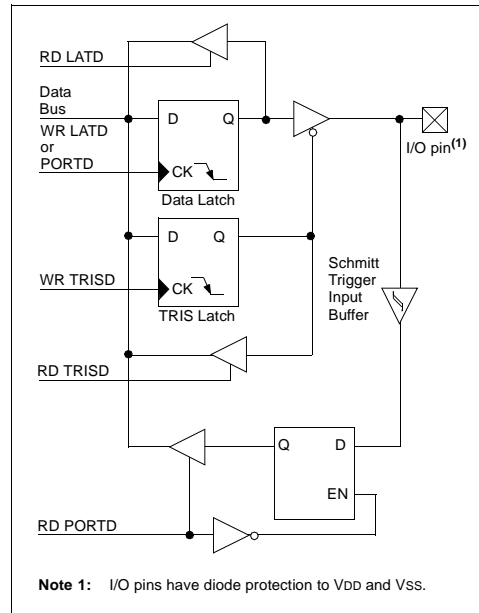 RD LATD
Data
Bus
WR LATD
or
PORTD
D Q
CK
Data Latch
I/O pin(1)
D Q
WR TRISD
CK
TRIS Latch
Schmitt
Trigger
Input
Buffer
RD TRISD
Q D
EN
RD PORTD
Note 1: I/O pins have diode protection to VDD and VSS.